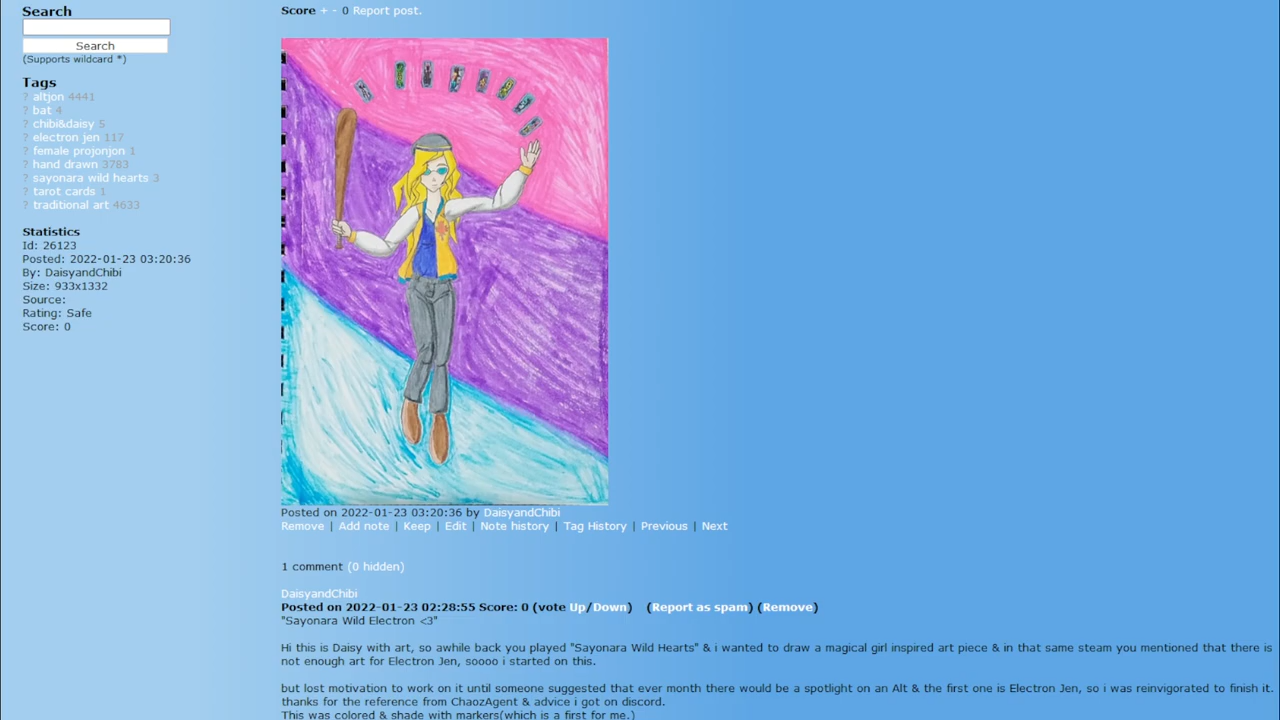 Search
Search
(Supports wildcard *)
Tags
? altjon 4441
? bat 4
? chibi&daisy 5
? electron jen 117
? female projonjon 1
? hand drawn 3783
? sayonara wild hearts 3
? tarot cards 1
? traditional art 4633
Statistics
Id: 26123
Posted: 2022-01-23 03:20:36
By: DaisyandChibi
Size: 933x1332
Source:
Rating: Safe
Score: 0
Score + - 0 Report post.
Posted on 2022-01-23 03:20:36 by DaisyandChibi
Remove | Add note | Keep | Edit | Note history | Tag History | Previous | Next
1 comment (0 hidden)
DaisyandChibi
Posted on 2022-01-23 02:28:55 Score: 0 (vote Up/Down) (Report as spam) (Remove)
"Sayonara Wild Electron <3"
Hi this is Daisy with art, so awhile back you played "Sayonara Wild Hearts" & i wanted to draw a magical girl inspired art piece & in that same steam you mentioned that there is
not enough art for Electron Jen, soooo i started on this.
but lost motivation to work on it until someone suggested that ever month there would be a spotlight on an Alt & the first one is Electron Jen, so i was reinvigorated to finish it.
thanks for the reference from ChaozAgent & advice i got on discord.
This was colored & shade with markers(which is a first for me.)